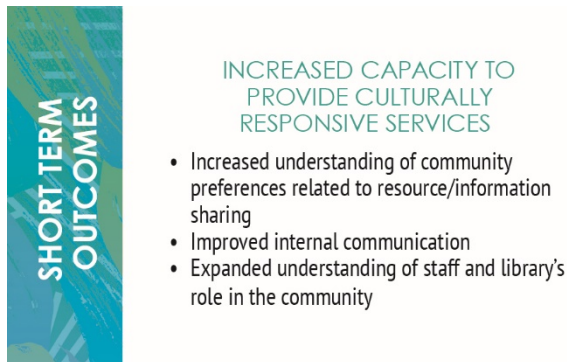 SHORT TERM
OUTCOMES
INCREASED CAPACITY TO
PROVIDE CULTURALLY
RESPONSIVE SERVICES
• Increased understanding of community
preferences related to resource/information
sharing
• Improved internal communication
• Expanded understanding of staff and library's
role in the community